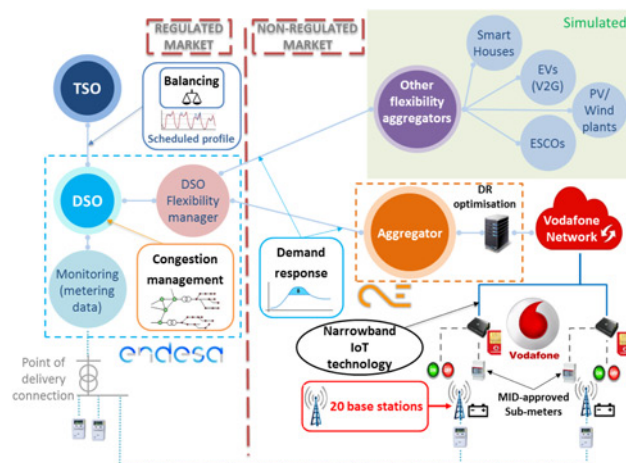 REGULATED
MARKET
NON-REGULATED
MARKET
Simulated
TSO
Balancing
Scheduled profile
Other
flexibility
aggregators
Smart
Houses
EVs
(V2G)
PV/
Wind
plants
ESCOs
DSO
DSO
Flexibility
manager
Monitoring
(metering
data)
Congestion
management
endesa
Demand
response
Aggregator
DR
optimisation
Vodafone
Network
Narrowband
IoT
technology
Vodafone
20 base stations
MID-approved
Sub-meters
Point of
delivery
connection